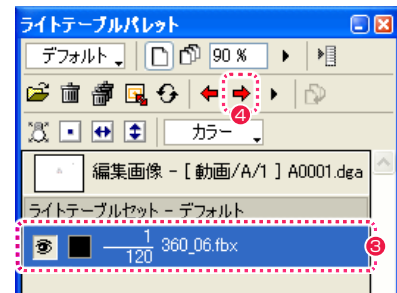 ライトテーブルパレット
デフォルト 90 %
4
カラー
編集画像 - [ 動画/A/1 ] A0001.dga
ライトテーブルセット - デフォルト
1
120 360_06.fbx
3